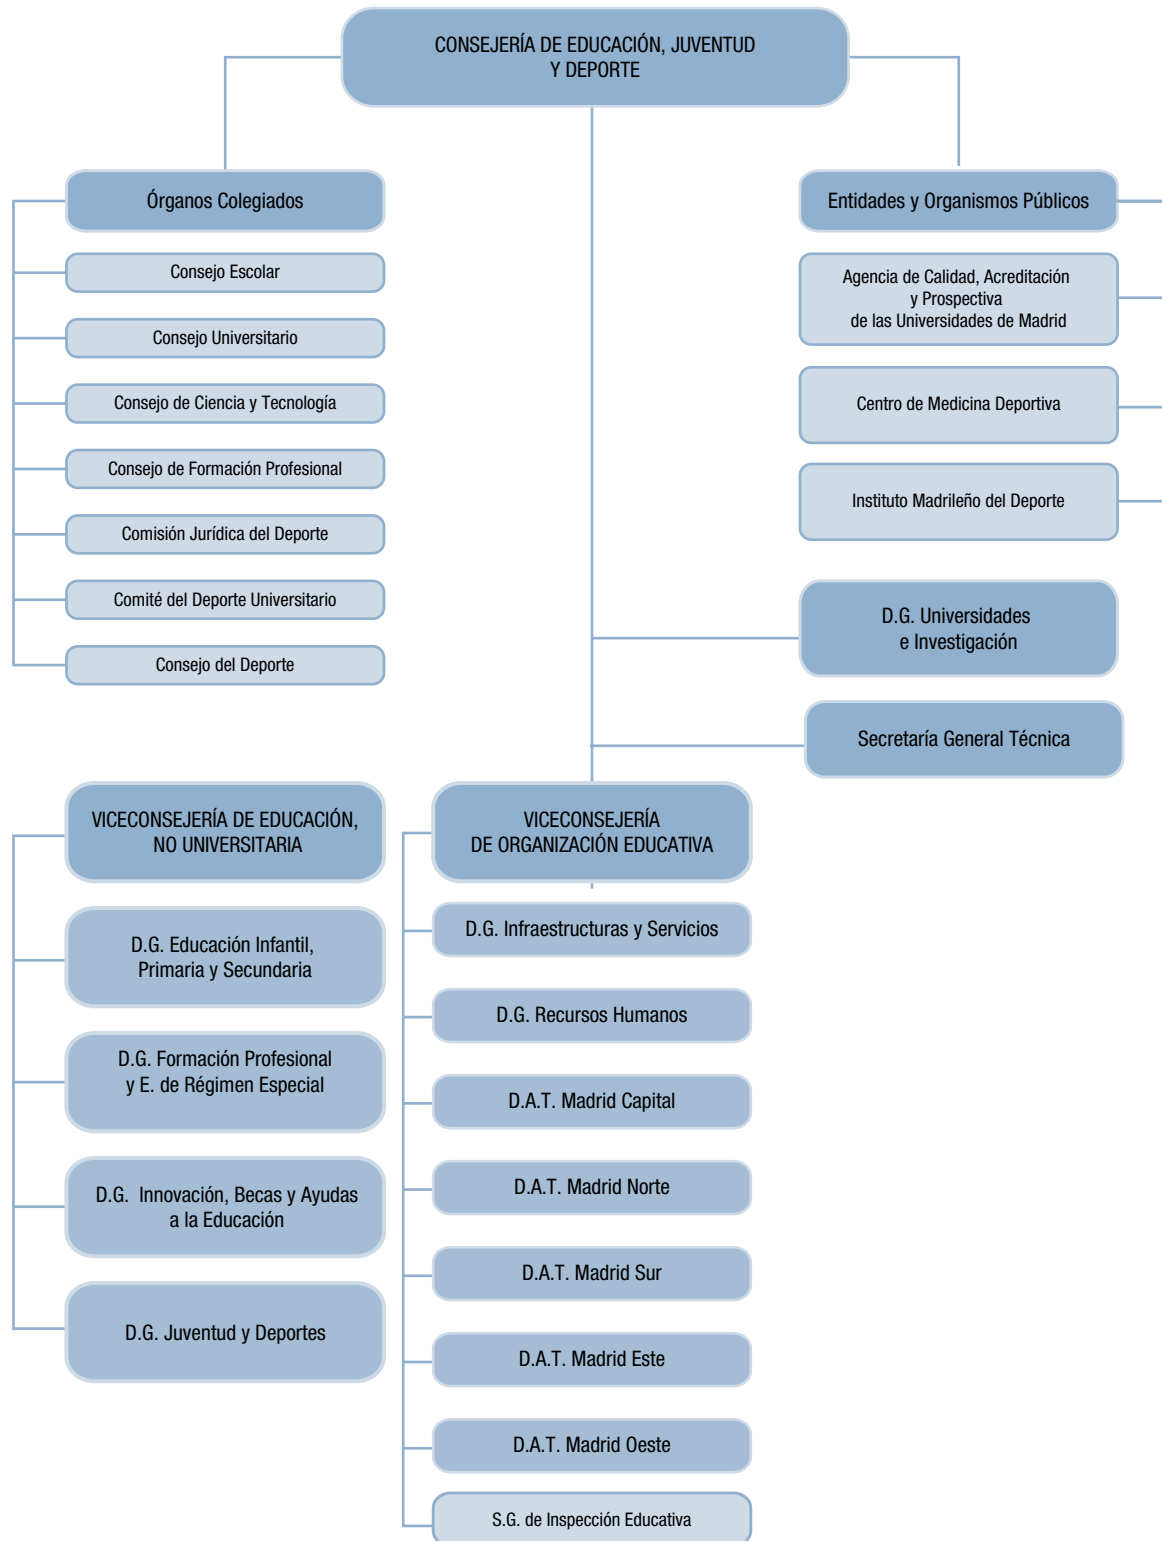 CONSEJERÍA DE EDUCACIÓN, JUVENTUD
Y DEPORTE
Órganos Colegiados
Consejo Escolar
Consejo Universitario
Consejo de Ciencia y Tecnología
Consejo de Formación Profesional
Comisión Jurídica del Deporte
Comité del Deporte Universitario
Consejo del Deporte
Entidades y Organismos Públicos
Agencia de Calidad, Acreditación
y Prospectiva
de las Universidades de Madrid
Centro de Medicina Deportiva
Instituto Madrileño del Deporte
D.G. Universidades
e Investigación
Secretaría General Técnica
VICECONSEJERÍA DE EDUCACIÓN,
NO UNIVERSITARIA
D.G. Educación Infantil,
Primaria y Secundaria
D.G. Formación Profesional
y E. de Régimen Especial
D.G. Innovación, Becas y Ayudas
a la Educación
D.G. Juventud y Deportes
VICECONSEJERÍA
DE ORGANIZACIÓN EDUCATIVA
D.G. Infraestructuras y Servicios
D.G. Recursos Humanos
D.A.T. Madrid Capital
D.A.T. Madrid Norte
D.A.T. Madrid Sur
D.A.T. Madrid Este
D.A.T. Madrid Oeste
S.G. de Inspección Educativa